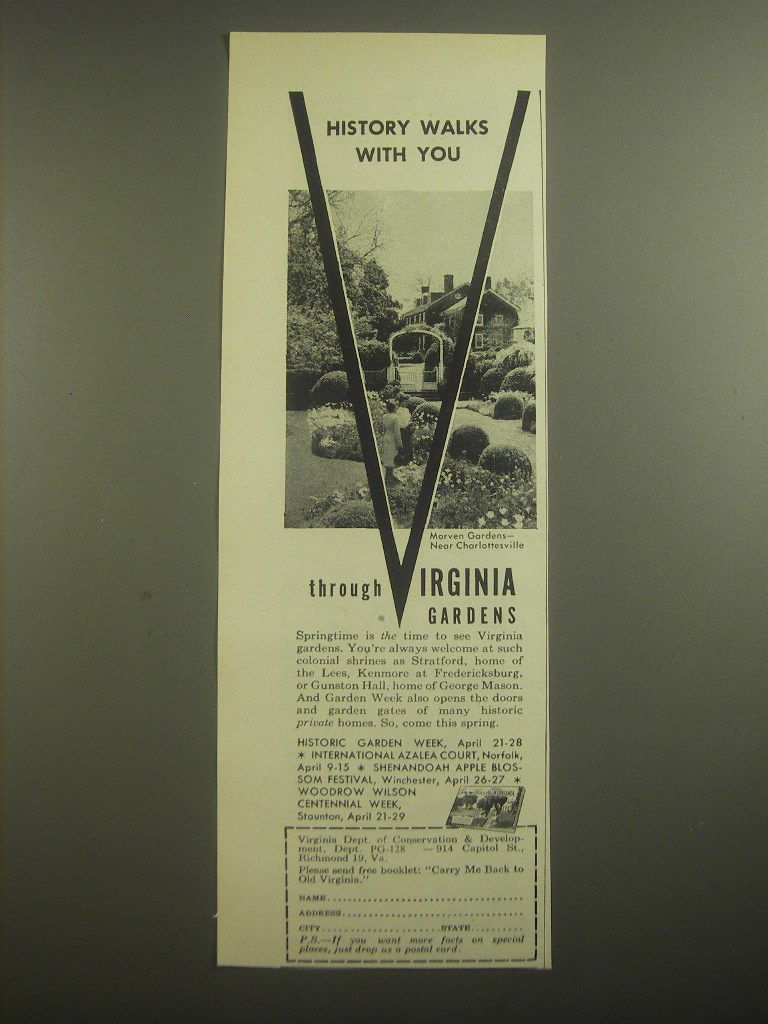 HISTORY WALKS
WITH YOU
Morven Gardens—
Near Charlottesville
through VIRGINIA
GARDENS
Springtime is the time to see Virginia
gardens. You're always welcome at such
colonial shrines as Stratford, home of
the Lees, Kenmore at Fredericksburg,
or Gunston Hall, home of George Mason.
And Garden Week also opens the doors
and garden gates of many historic
private homes. So, come this spring.
HISTORIC GARDEN WEEK, April 21-28
* INTERNATIONAL AZALEA COURT, Norfolk,
April 9-15 * SHENANDOAH APPLE BLOS-
SOM FESTIVAL, Winchester, April 26-27 *
WOODROW WILSON
CENTENNIAL WEEK,
Staunton, April 21-29
Virginia Dept. of Conservation & Develop-
ment, Dept. PG-128 —914 Capitol St.,
Richmond 19, Va.
Please send free booklet: "Carry Me Back to
Old Virginia."
NAME
ADDRESS
CITY STATE
P.S.—If you want more facts on special
places, just drop us a postal card.